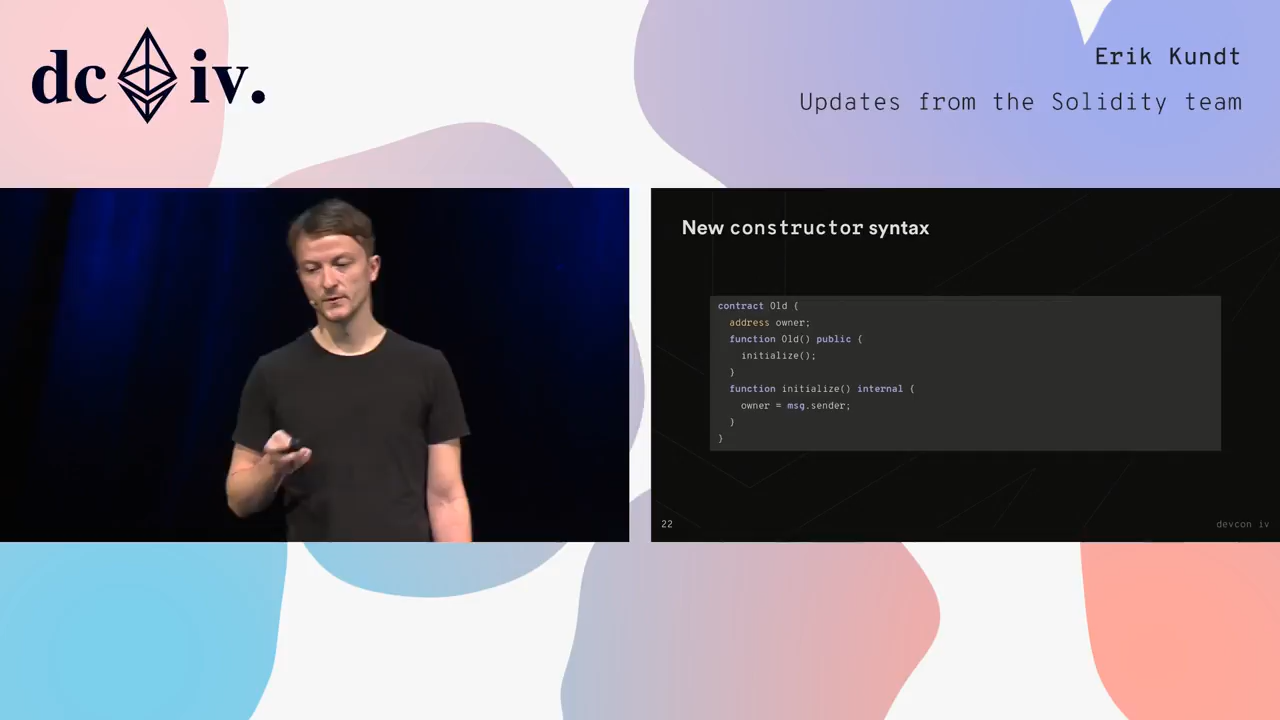 dc iv.
Erik Kundt
Updates from the Solidity team
New constructor syntax
contract Old {
  address owner;
  function Old() public {
    initialize();
  }
  function initialize() internal {
    owner = msg.sender;
  }
}
22
devcon iv